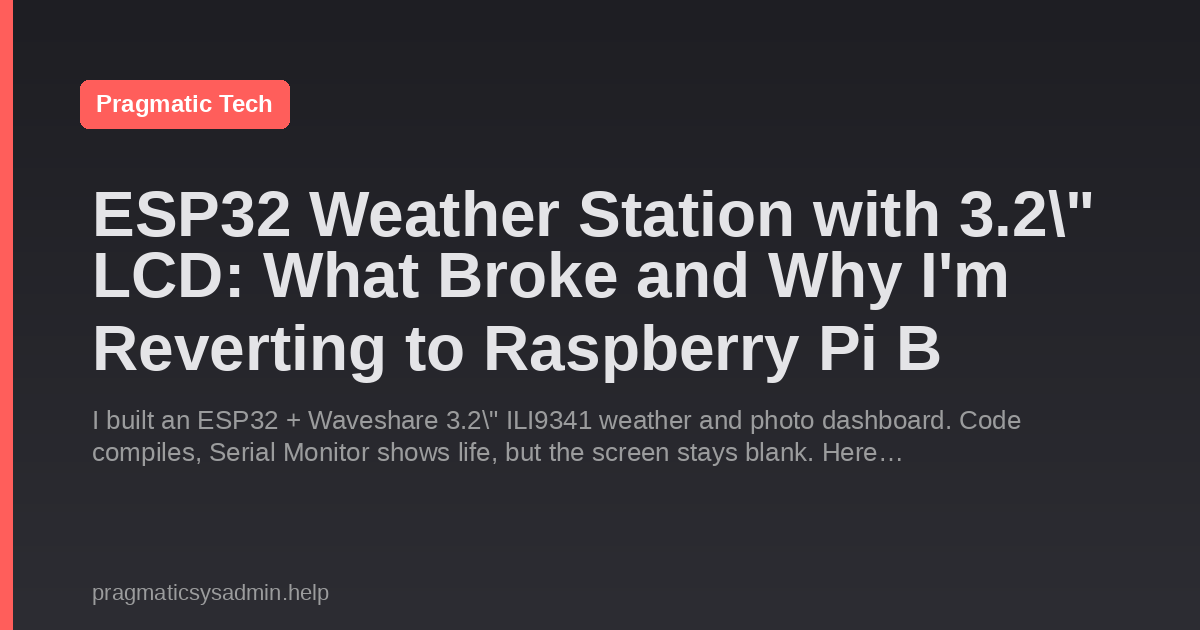 Pragmatic Tech
ESP32 Weather Station with 3.2\"
LCD: What Broke and Why I'm
Reverting to Raspberry Pi B
I built an ESP32 + Waveshare 3.2\" ILI9341 weather and photo dashboard. Code
compiles, Serial Monitor shows life, but the screen stays blank. Here…
pragmaticsysadmin.help